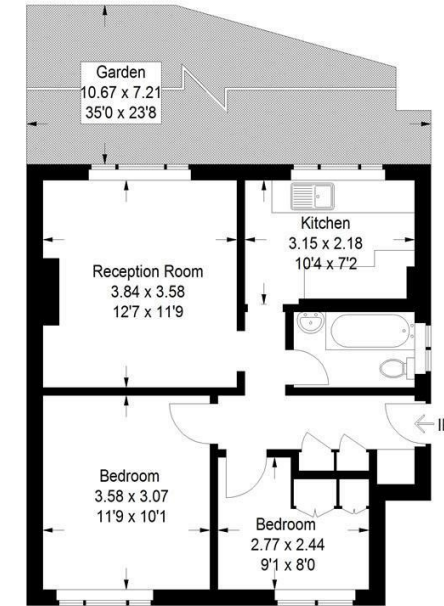 Garden
10.67 x 7.21
35'0 x 23'8
Kitchen
3.15 x 2.18
10'4 x 7'2
Reception Room
3.84 x 3.58
12'7 x 11'9
Bedroom
3.58 x 3.07
11'9 x 10'1
Bedroom
2.77 x 2.44
9'1 x 8'0